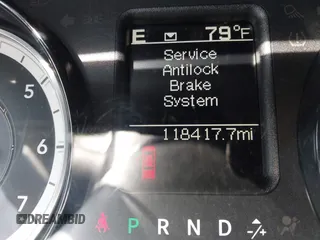 E 79°F
Service
Antilock
Brake
System
118417.7mi
5
6
7
P R N D -/+
DREAMBID